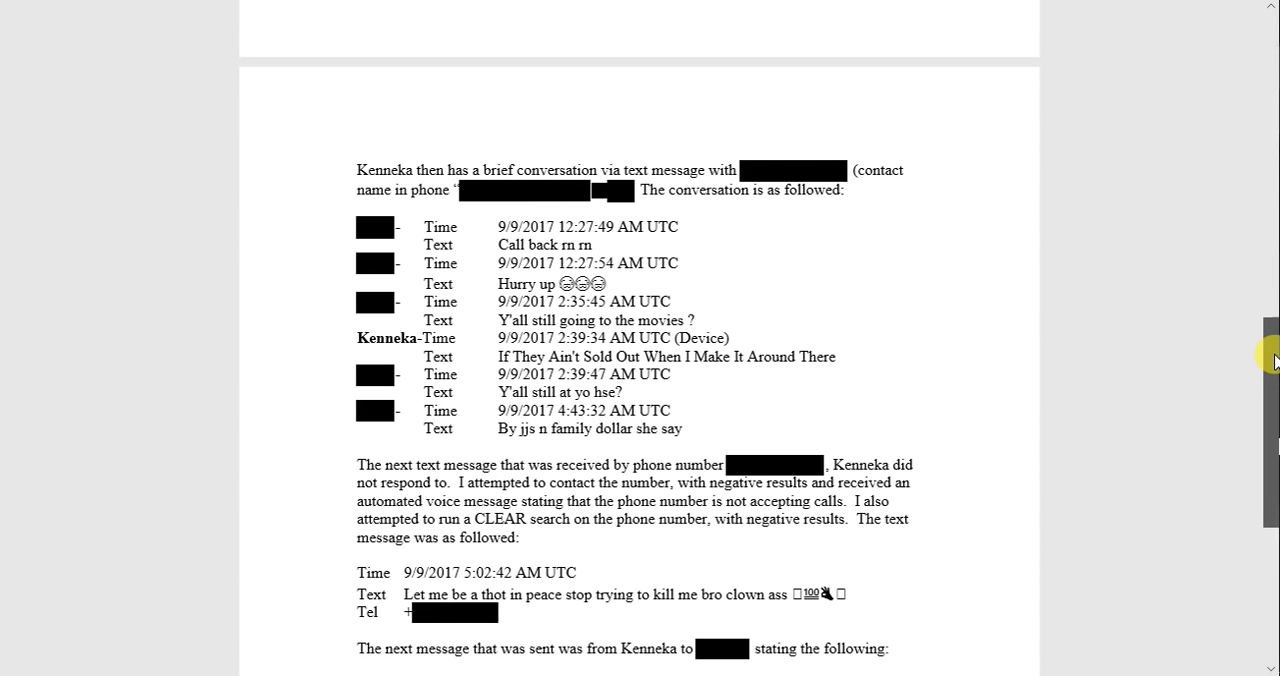 Kenneka then has a brief conversation via text message with (contact
name in phone “ The conversation is as followed:
- Time 9/9/2017 12:27:49 AM UTC
Text Call back rn rn
- Time 9/9/2017 12:27:54 AM UTC
Text Hurry up 😑😑😑
- Time 9/9/2017 2:35:45 AM UTC
Text Y'all still going to the movies ?
Kenneka-Time 9/9/2017 2:39:34 AM UTC (Device)
Text If They Ain't Sold Out When I Make It Around There
- Time 9/9/2017 2:39:47 AM UTC
Text Y'all still at yo hse?
- Time 9/9/2017 4:43:32 AM UTC
Text By jjs n family dollar she say
The next text message that was received by phone number , Kenneka did
not respond to. I attempted to contact the number, with negative results and received an
automated voice message stating that the phone number is not accepting calls. I also
attempted to run a CLEAR search on the phone number, with negative results. The text
message was as followed:
Time 9/9/2017 5:02:42 AM UTC
Text Let me be a thot in peace stop trying to kill me bro clown ass □💯👌□
Tel +
The next message that was sent was from Kenneka to stating the following: